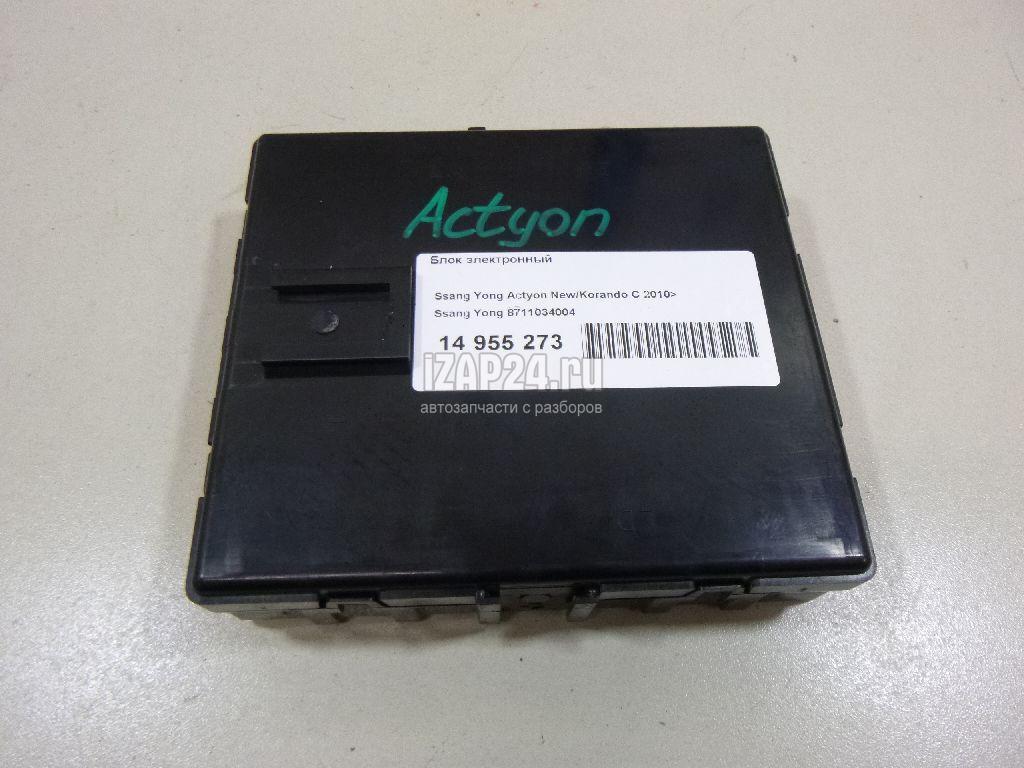 Actyon
Блок электронный
Ssang Yong Actyon New/Korando C 2010>
Ssang Yong 8711034004
14 955 273
iZAP24.ru
автозапчасти с разборов